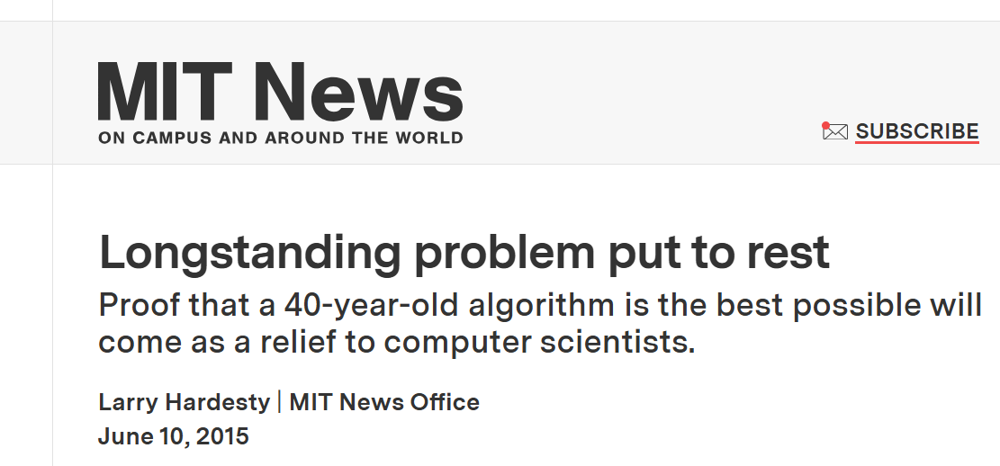 MIT News
ON CAMPUS AND AROUND THE WORLD
SUBSCRIBE
Longstanding problem put to rest
Proof that a 40-year-old algorithm is the best possible will
come as a relief to computer scientists.
Larry Hardesty | MIT News Office
June 10, 2015